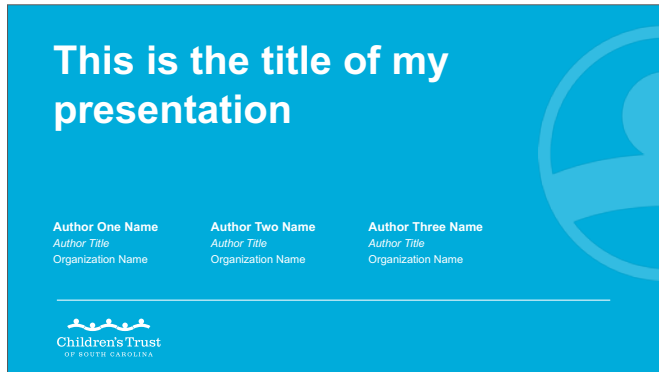 This is the title of my
presentation
Author One Name
Author Title
Organization Name
Author Two Name
Author Title
Organization Name
Author Three Name
Author Title
Organization Name
Children's Trust
OF SOUTH CAROLINA